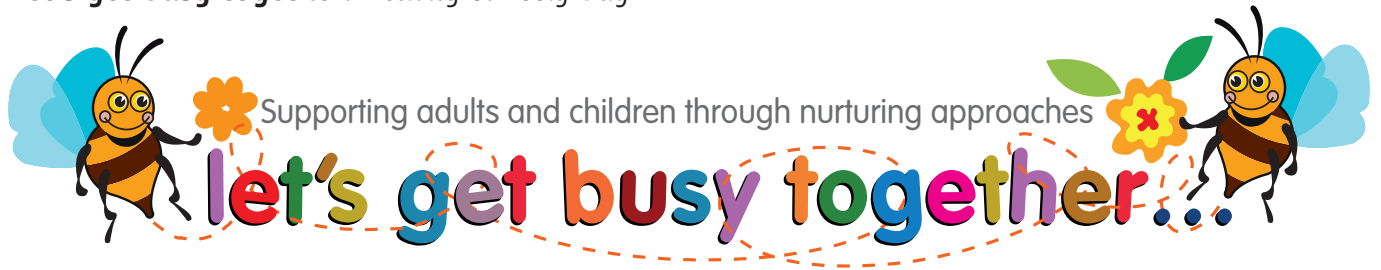 Supporting adults and children through nurturing approaches
let's get busy together...